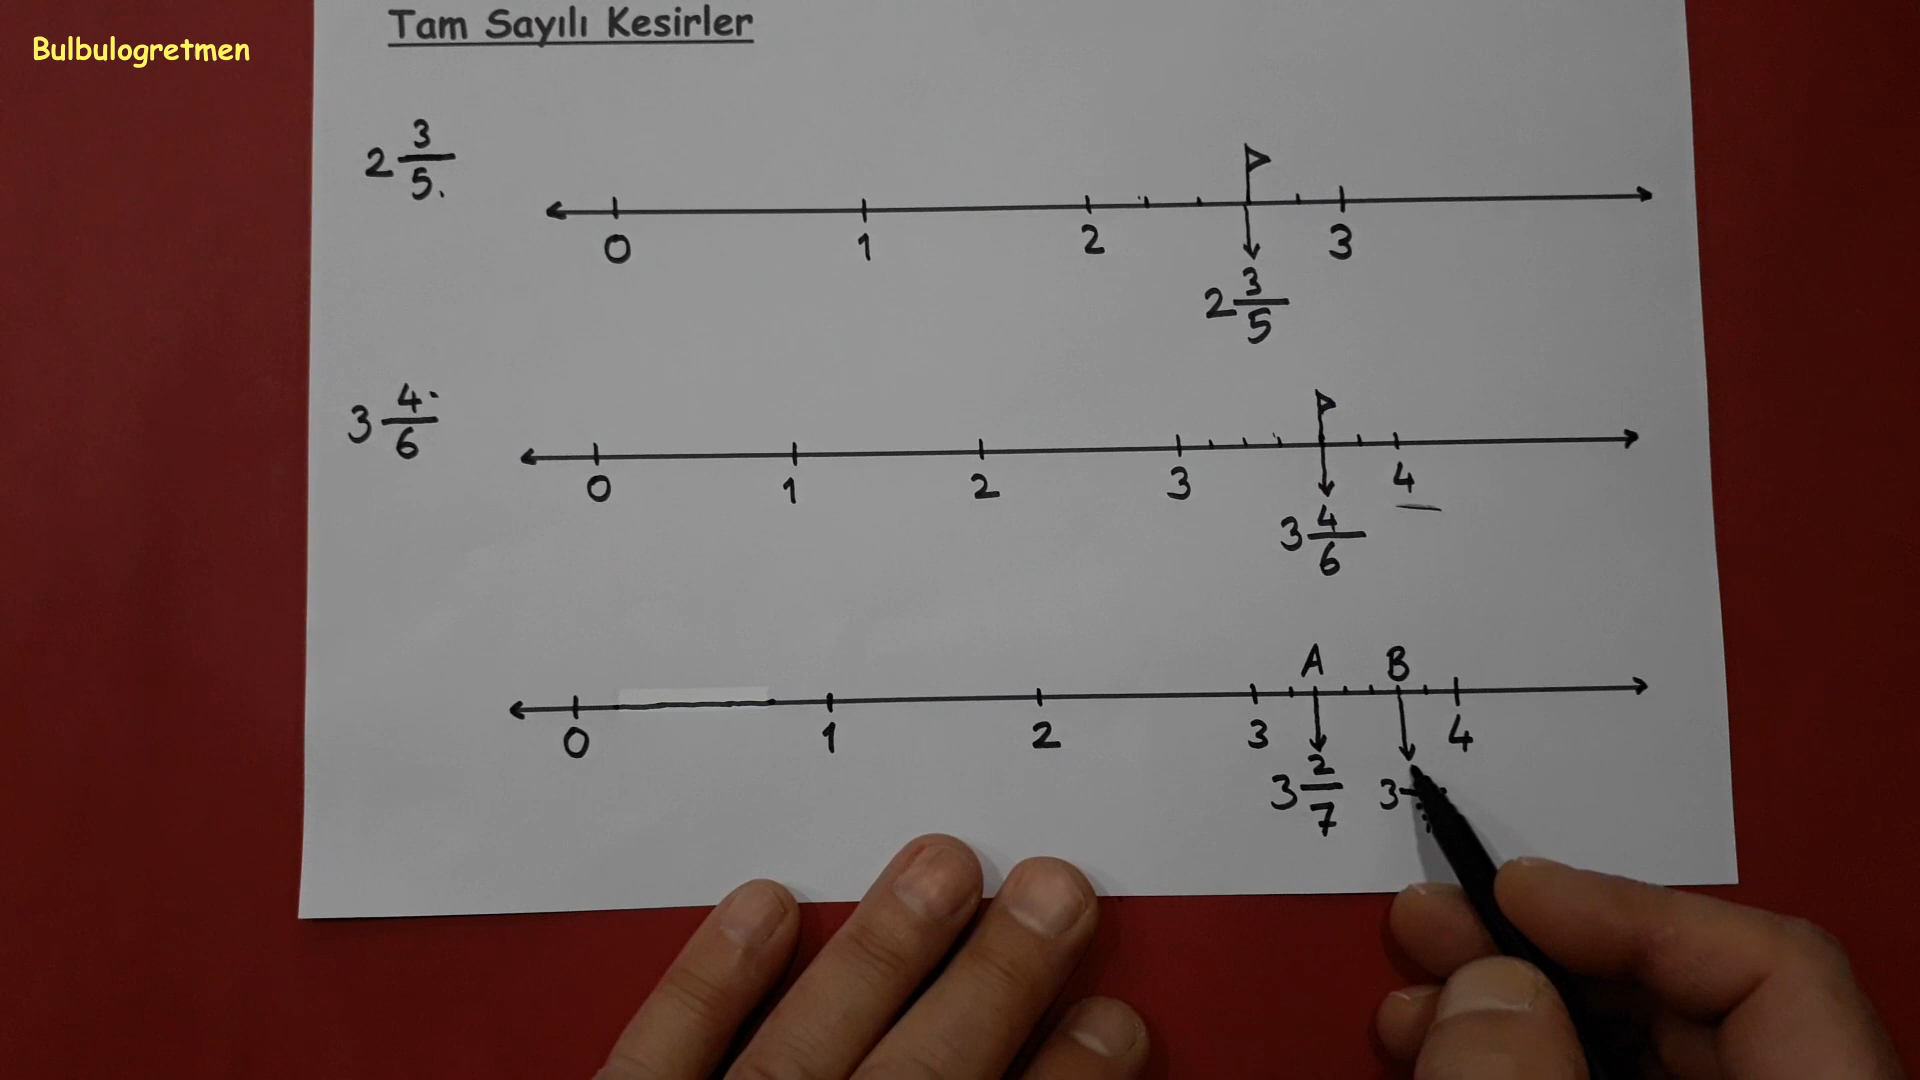 Bulbulogretmen
Tam Sayılı Kesirler
2 3/5.
0 1 2 3
2 3/5
3 4/6
0 1 2 3 4
3 4/6
A B
0 1 2 3 4
3 2/7 3